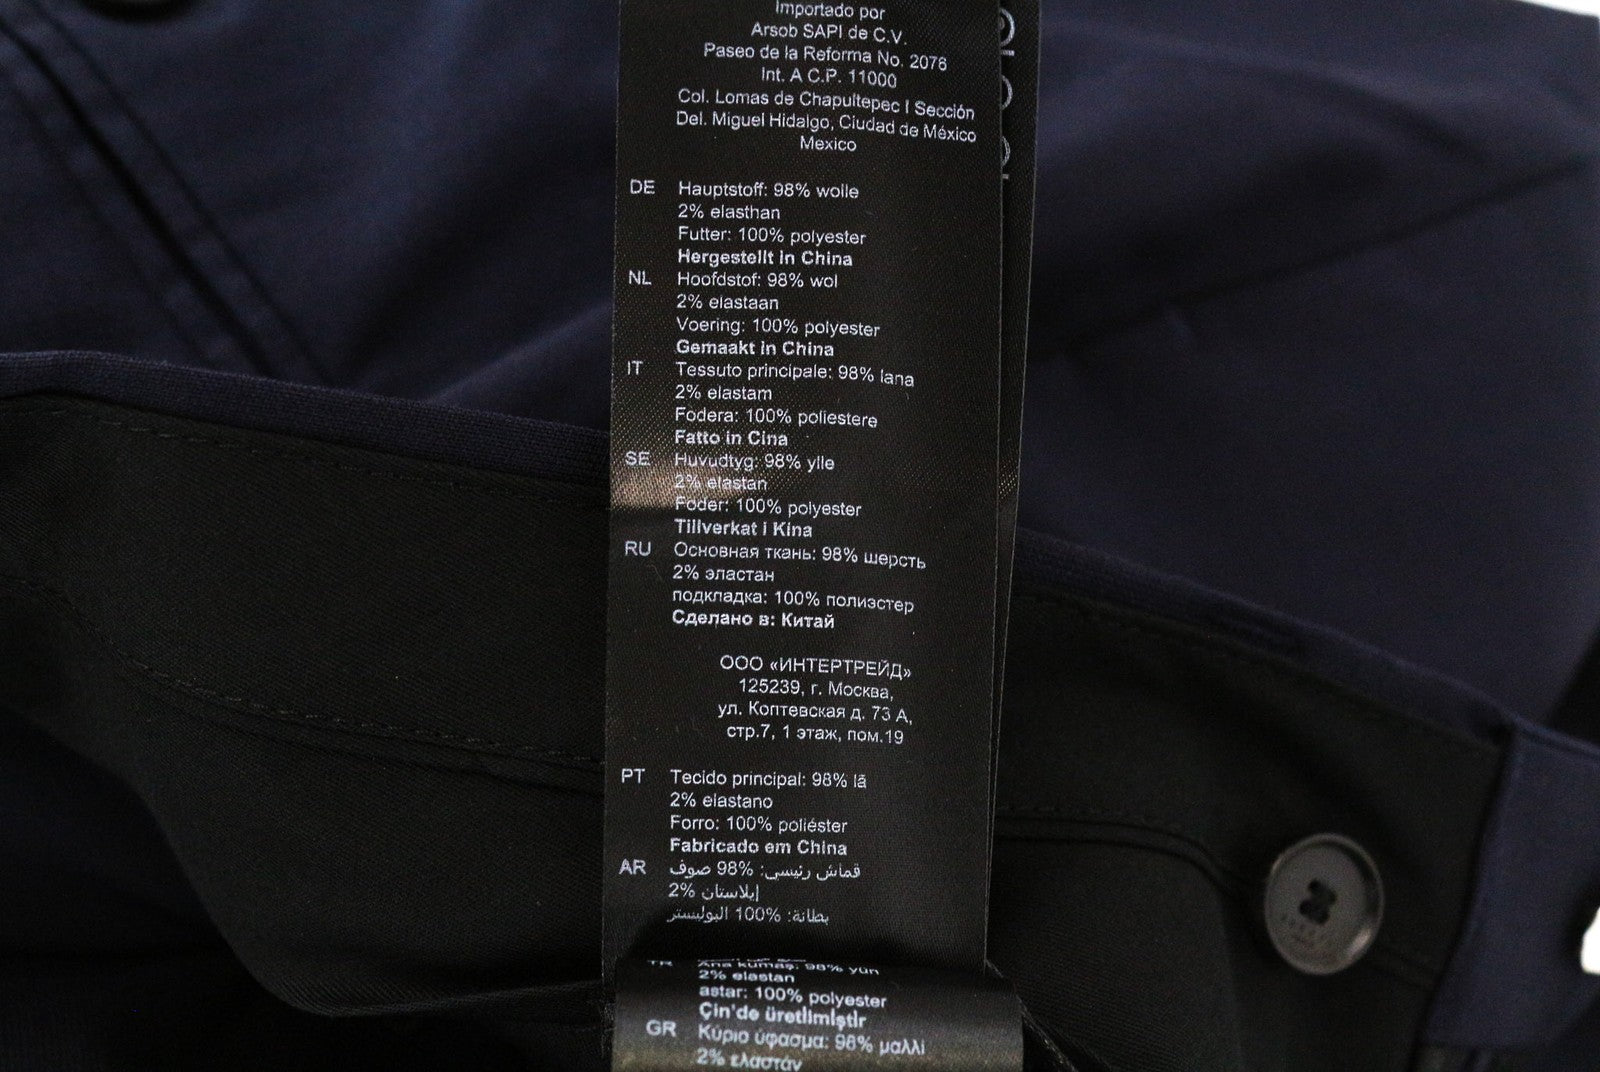 Importado por
Arsob SAPI de C.V.
Paseo de la Reforma No. 2076
Int. A C.P. 11000
Col. Lomas de Chapultepec I Sección
Del. Miguel Hidalgo, Ciudad de México
Mexico
DE Hauptstoff: 98% wolle
2% elasthan
Futter: 100% polyester
Hergestellt in China
NL Hoofdstof: 98% wol
2% elastaan
Voering: 100% polyester
Gemaakt in China
IT Tessuto principale: 98% lana
2% elastam
Fodera: 100% poliestere
Fatto in Cina
SE Huvudtyg: 98% ylle
2% elastan
Foder: 100% polyester
Tillverkat i Kina
RU Основная ткань: 98% шерсть
2% эластан
подкладка: 100% полиэстер
Сделано в: Китай
ООО «ИНТЕРТРЕЙД»
125239, г. Москва,
ул. Коптевская д. 73 А,
стр.7, 1 этаж, пом.19
PT Tecido principal: 98% lã
2% elastano
Forro: 100% poliéster
Fabricado em China
AR قماش رئيسي: 98% صوف
إيلاستان 2%
بطانة: 100% البوليستر
TR Ana kumaş: 98% yün
2% elastan
astar: 100% polyester
Çin'de üretilmiştir
GR Κύριο ύφασμα: 98% μαλλί
2% ελαστάν